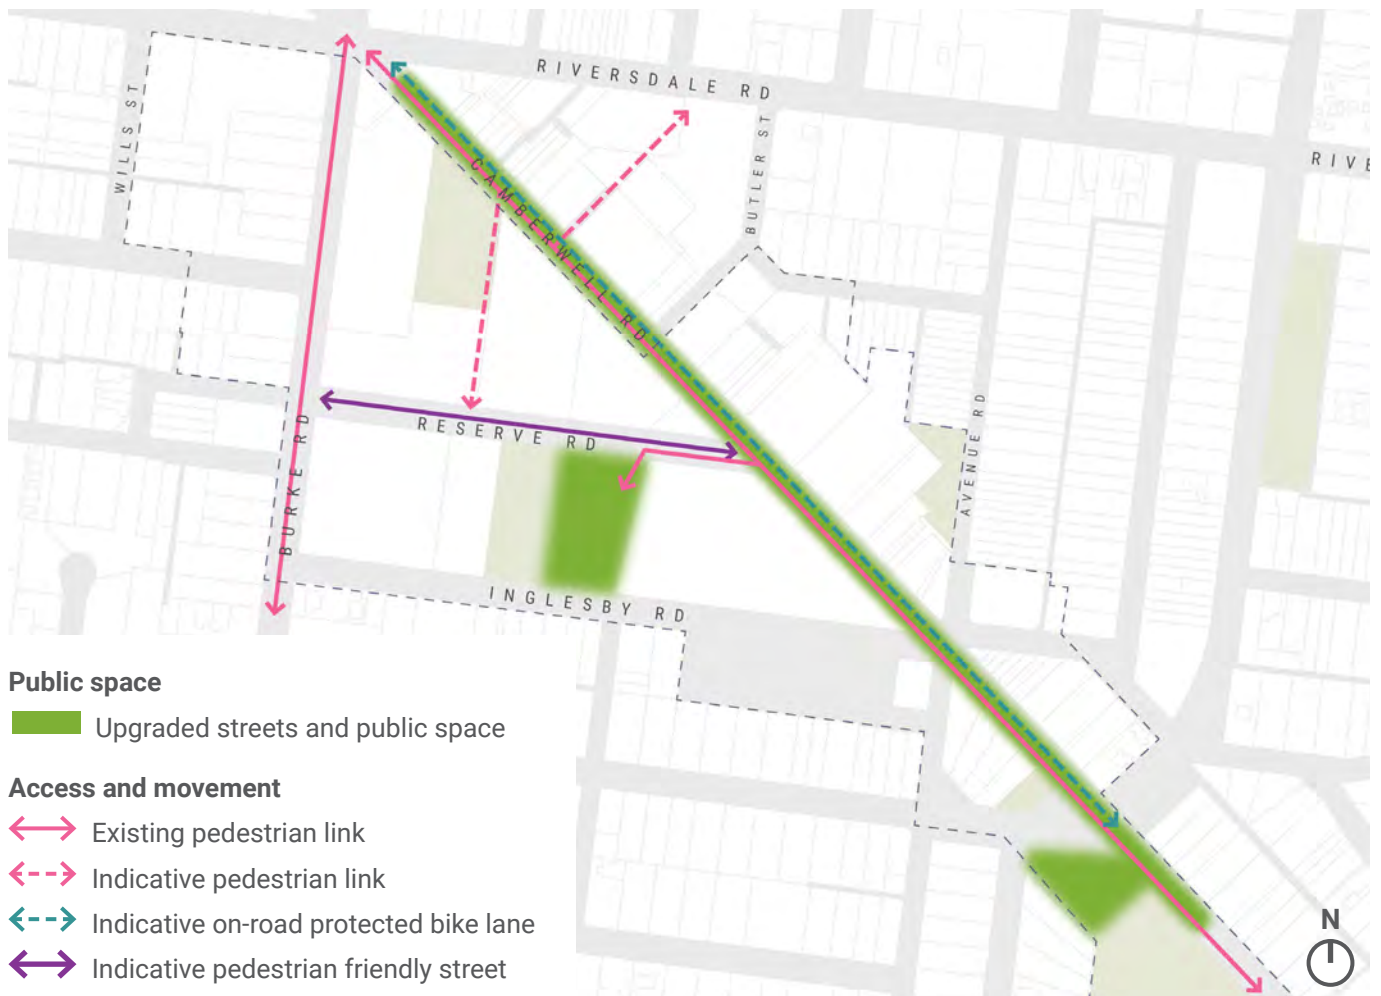 RIVERSDALE RD
WILLS ST
BUTLER ST
RIVE
CAMBERWELL RD
AVENUE RD
RESERVE RD
BURKE RD
INGLESBY RD
Public space
Upgraded streets and public space
Access and movement
Existing pedestrian link
Indicative pedestrian link
Indicative on-road protected bike lane
Indicative pedestrian friendly street
N